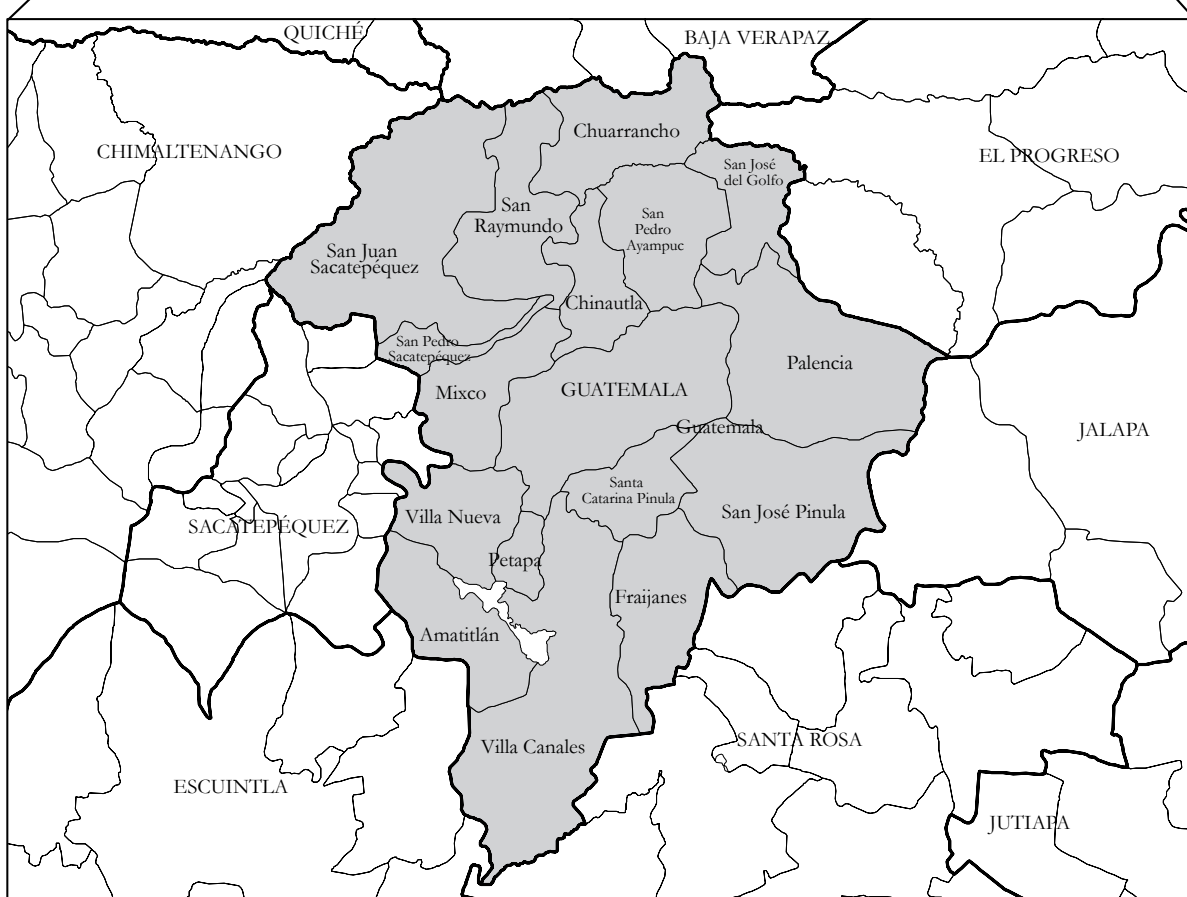 QUICHÉ
BAJA VERAPAZ
Chuarrancho
CHIMALTENANGO
EL PROGRESO
San José
del Golfo
San
Raymundo
San
Pedro
Ayampuc
San Juan
Sacatepéquez
Chinautla
San Pedro
Sacatepéquez
Palencia
Mixco
GUATEMALA
Guatemala
JALAPA
Santa
Catarina Pinula
San José Pinula
Villa Nueva
SACATEPÉQUEZ
Petapa
Fraijanes
Amatitlán
SANTA ROSA
Villa Canales
ESCUINTLA
JUTIAPA